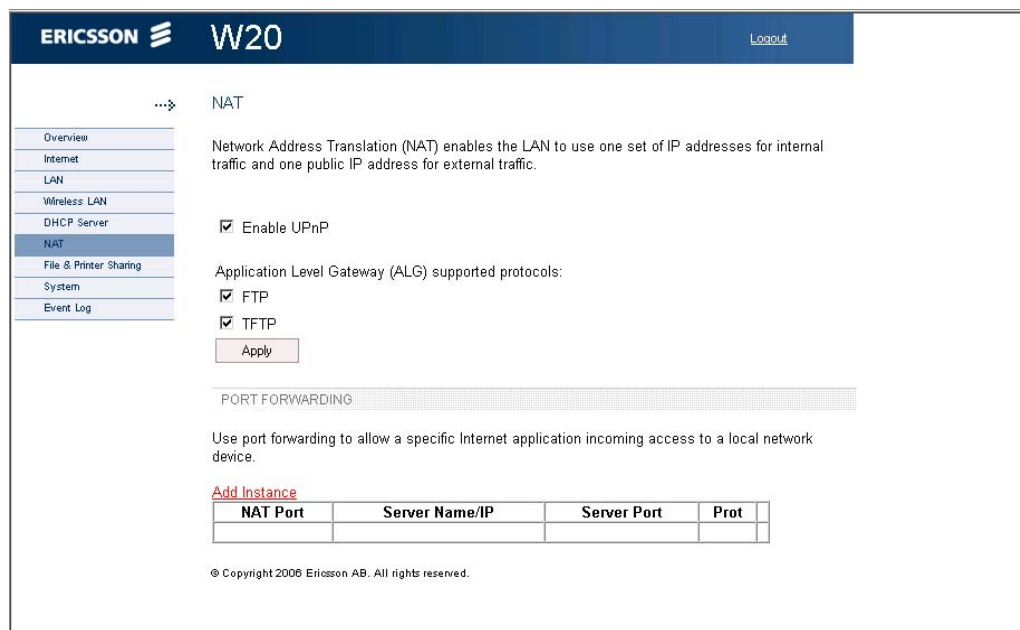 ERICSSON
W20
Logout
NAT
Overview
Internet
LAN
Wireless LAN
DHCP Server
NAT
File & Printer Sharing
System
Event Log
Network Address Translation (NAT) enables the LAN to use one set of IP addresses for internal
traffic and one public IP address for external traffic.
Enable UPnP
Application Level Gateway (ALG) supported protocols:
FTP
TFTP
Apply
PORT FORWARDING
Use port forwarding to allow a specific Internet application incoming access to a local network
device.
Add Instance
NAT Port Server Name/IP Server Port Prot
© Copyright 2006 Ericsson AB. All rights reserved.